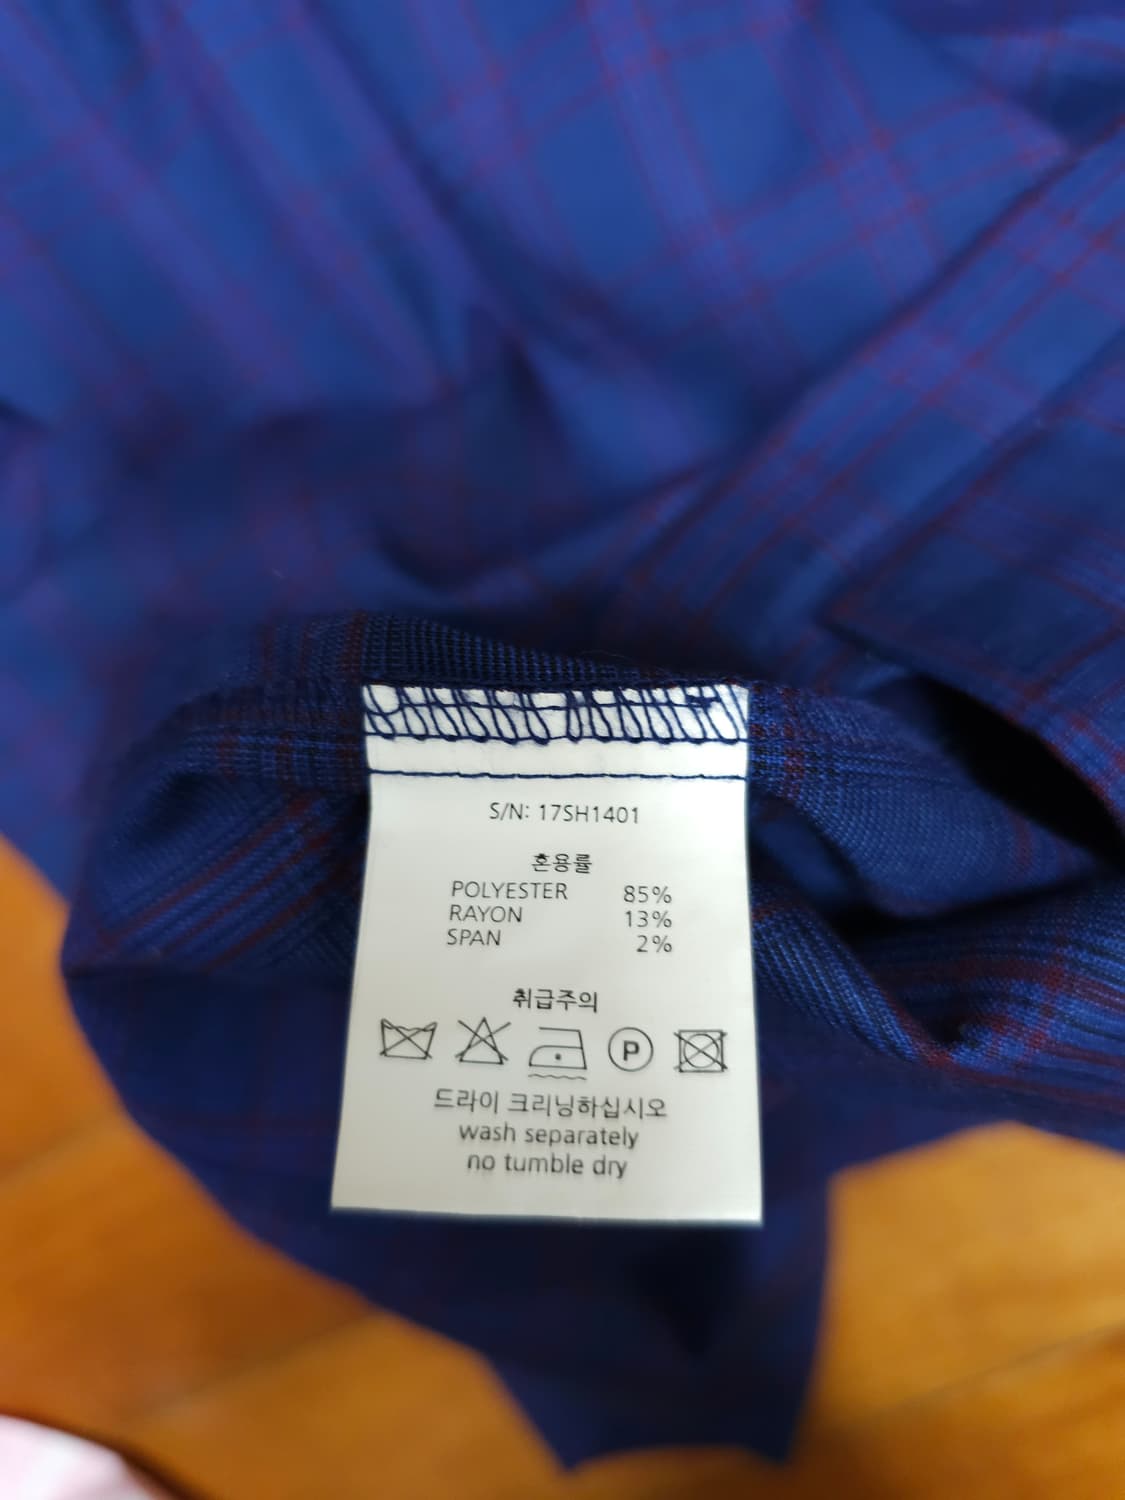 S/N: 17SH1401
혼용률
POLYESTER 85%
RAYON 13%
SPAN 2%
취급주의
P
드라이 크리닝하십시오
wash separately
no tumble dry